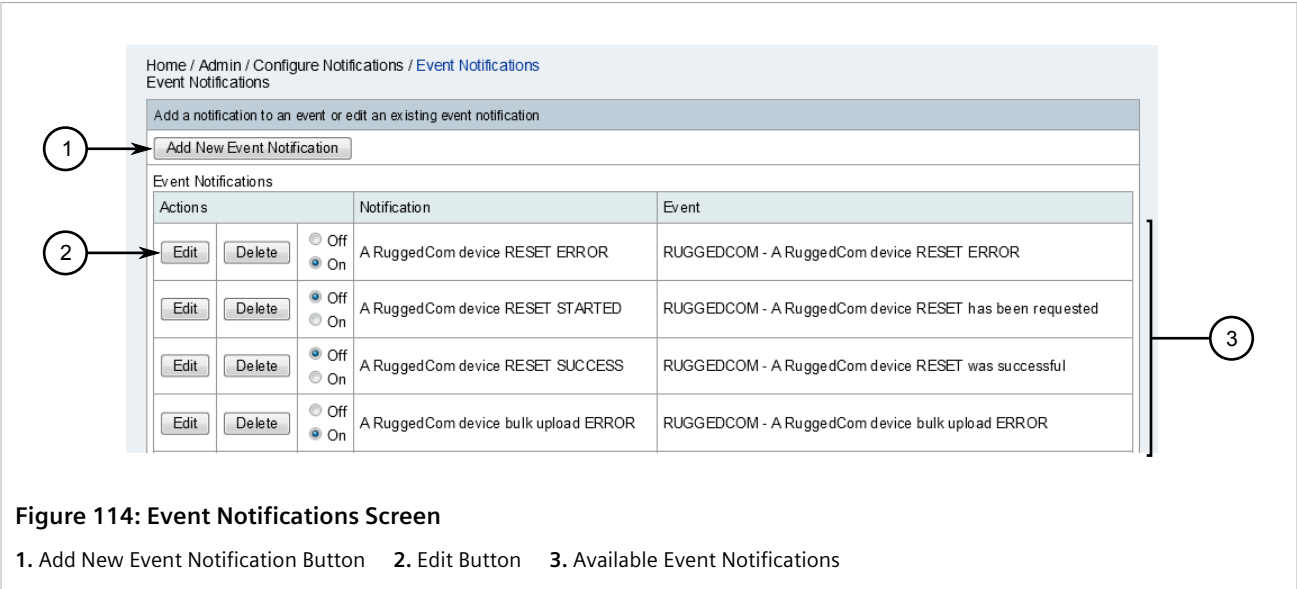 Home / Admin / Configure Notifications / Event Notifications
Event Notifications
Add a notification to an event or edit an existing event notification
1
Add New Event Notification
Event Notifications
Actions Notification Event
2
Edit Delete Off On A RuggedCom device RESET ERROR RUGGEDCOM - A RuggedCom device RESET ERROR
Edit Delete Off On A RuggedCom device RESET STARTED RUGGEDCOM - A RuggedCom device RESET has been requested
3
Edit Delete Off On A RuggedCom device RESET SUCCESS RUGGEDCOM - A RuggedCom device RESET was successful
Edit Delete Off On A RuggedCom device bulk upload ERROR RUGGEDCOM - A RuggedCom device bulk upload ERROR
Figure 114: Event Notifications Screen
1. Add New Event Notification Button 2. Edit Button 3. Available Event Notifications